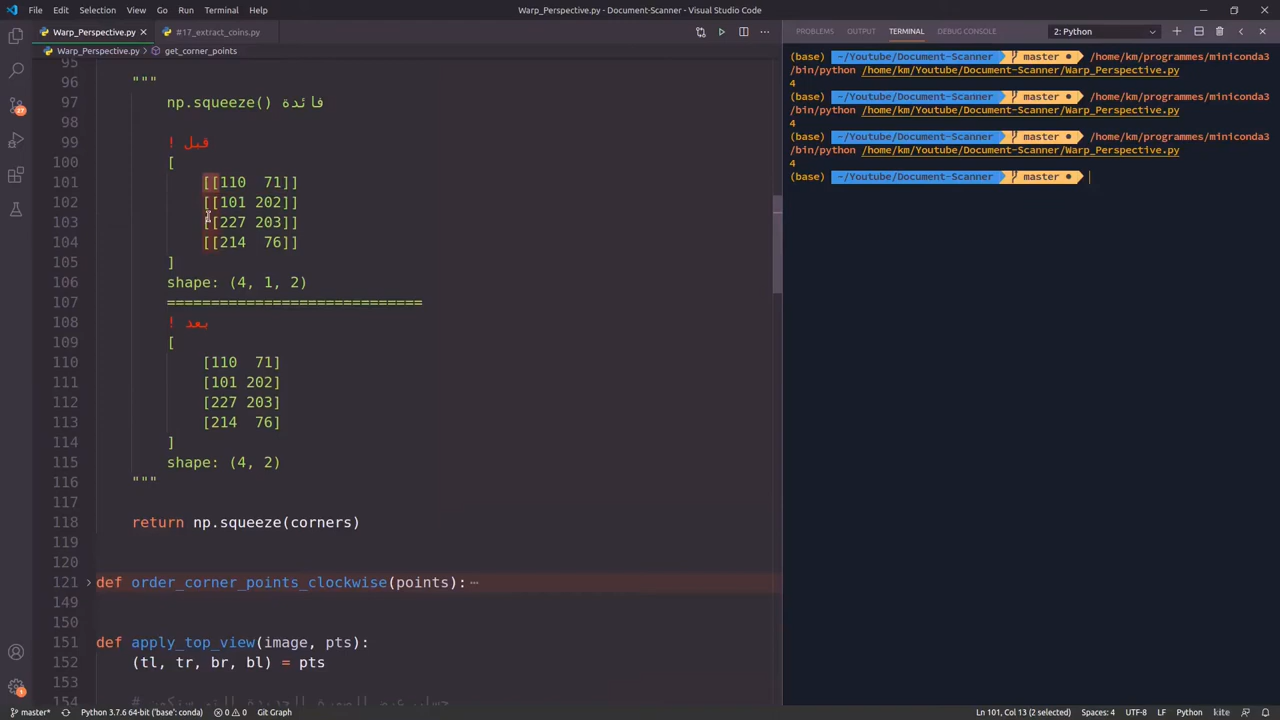 File Edit Selection View Go Run Terminal Help
Warp_Perspective.py - Document-Scanner - Visual Studio Code
Warp_Perspective.py #17_extract_coins.py
Warp_Perspective.py > get_corner_points
95
96 """
97 np.squeeze() فائدة
98
99 ! قبل
100 [
101 [[110  71]]
102 [[101 202]]
103 [[227 203]]
104 [[214  76]]
105 ]
106 shape: (4, 1, 2)
107 =============================
108 ! بعد
109 [
110 [110  71]
111 [101 202]
112 [227 203]
113 [214  76]
114 ]
115 shape: (4, 2)
116 """
117
118 return np.squeeze(corners)
119
120
121 > def order_corner_points_clockwise(points): ⋯
149
150
151 def apply_top_view(image, pts):
152 (tl, tr, br, bl) = pts
153
154 # حساب عرض الصورة الجديدة التي ستكون
PROBLEMS OUTPUT TERMINAL DEBUG CONSOLE 2: Python
(base) ~/Youtube/Document-Scanner master ● /home/km/programmes/miniconda3
/bin/python /home/km/Youtube/Document-Scanner/Warp_Perspective.py
4
(base) ~/Youtube/Document-Scanner master ● /home/km/programmes/miniconda3
/bin/python /home/km/Youtube/Document-Scanner/Warp_Perspective.py
4
(base) ~/Youtube/Document-Scanner master ● /home/km/programmes/miniconda3
/bin/python /home/km/Youtube/Document-Scanner/Warp_Perspective.py
4
(base) ~/Youtube/Document-Scanner master ●
27
1
master* Python 3.7.6 64-bit ('base': conda) 0 0 Git Graph
Ln 101, Col 13 (2 selected) Spaces: 4 UTF-8 LF Python kite